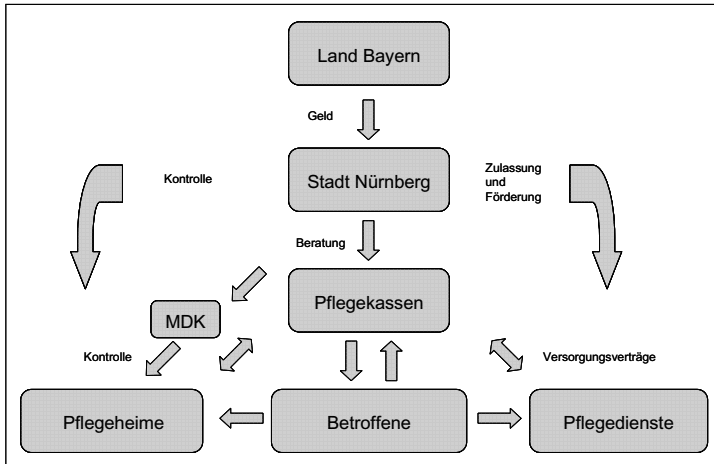 Land Bayern
Geld
Kontrolle
Stadt Nürnberg
Zulassung
und
Förderung
Beratung
Pflegekassen
MDK
Kontrolle
Versorgungsverträge
Pflegeheime
Betroffene
Pflegedienste